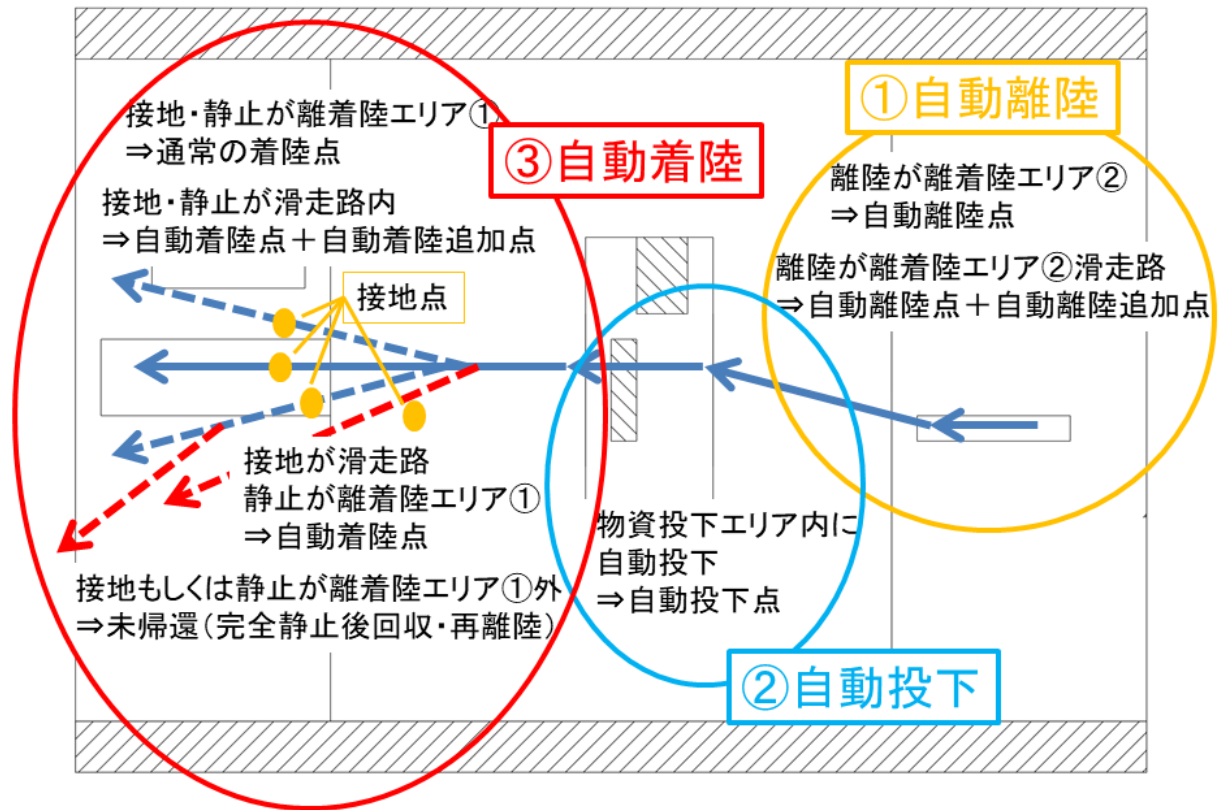 ①自動離陸
離陸が離着陸エリア②
⇒自動離陸点
離陸が離着陸エリア②滑走路
⇒自動離陸点＋自動離陸追加点
②自動投下
物資投下エリア内に
自動投下
⇒自動投下点
③自動着陸
接地・静止が離着陸エリア①
⇒通常の着陸点
接地・静止が滑走路内
⇒自動着陸点＋自動着陸追加点
接地点
接地が滑走路
静止が離着陸エリア①
⇒自動着陸点
接地もしくは静止が離着陸エリア①外
⇒未帰還（完全静止後回収・再離陸）